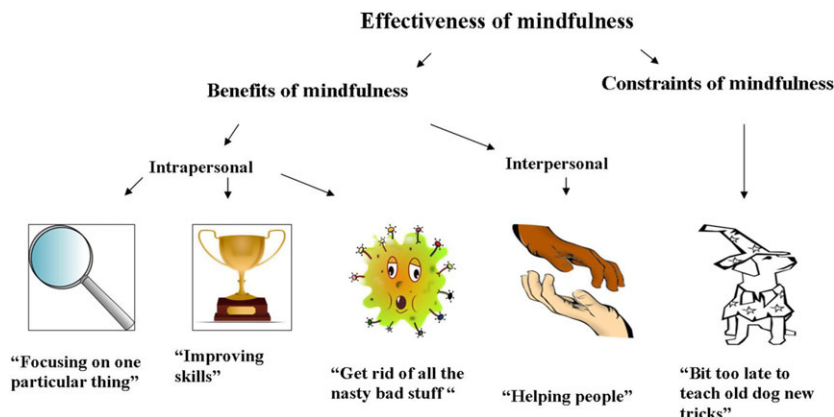 Effectiveness of mindfulness
Benefits of mindfulness
Constraints of mindfulness
Intrapersonal
Interpersonal
“Focusing on one
particular thing”
“Improving
skills”
“Get rid of all the
nasty bad stuff “
“Helping people”
“Bit too late to
teach old dog new
tricks”